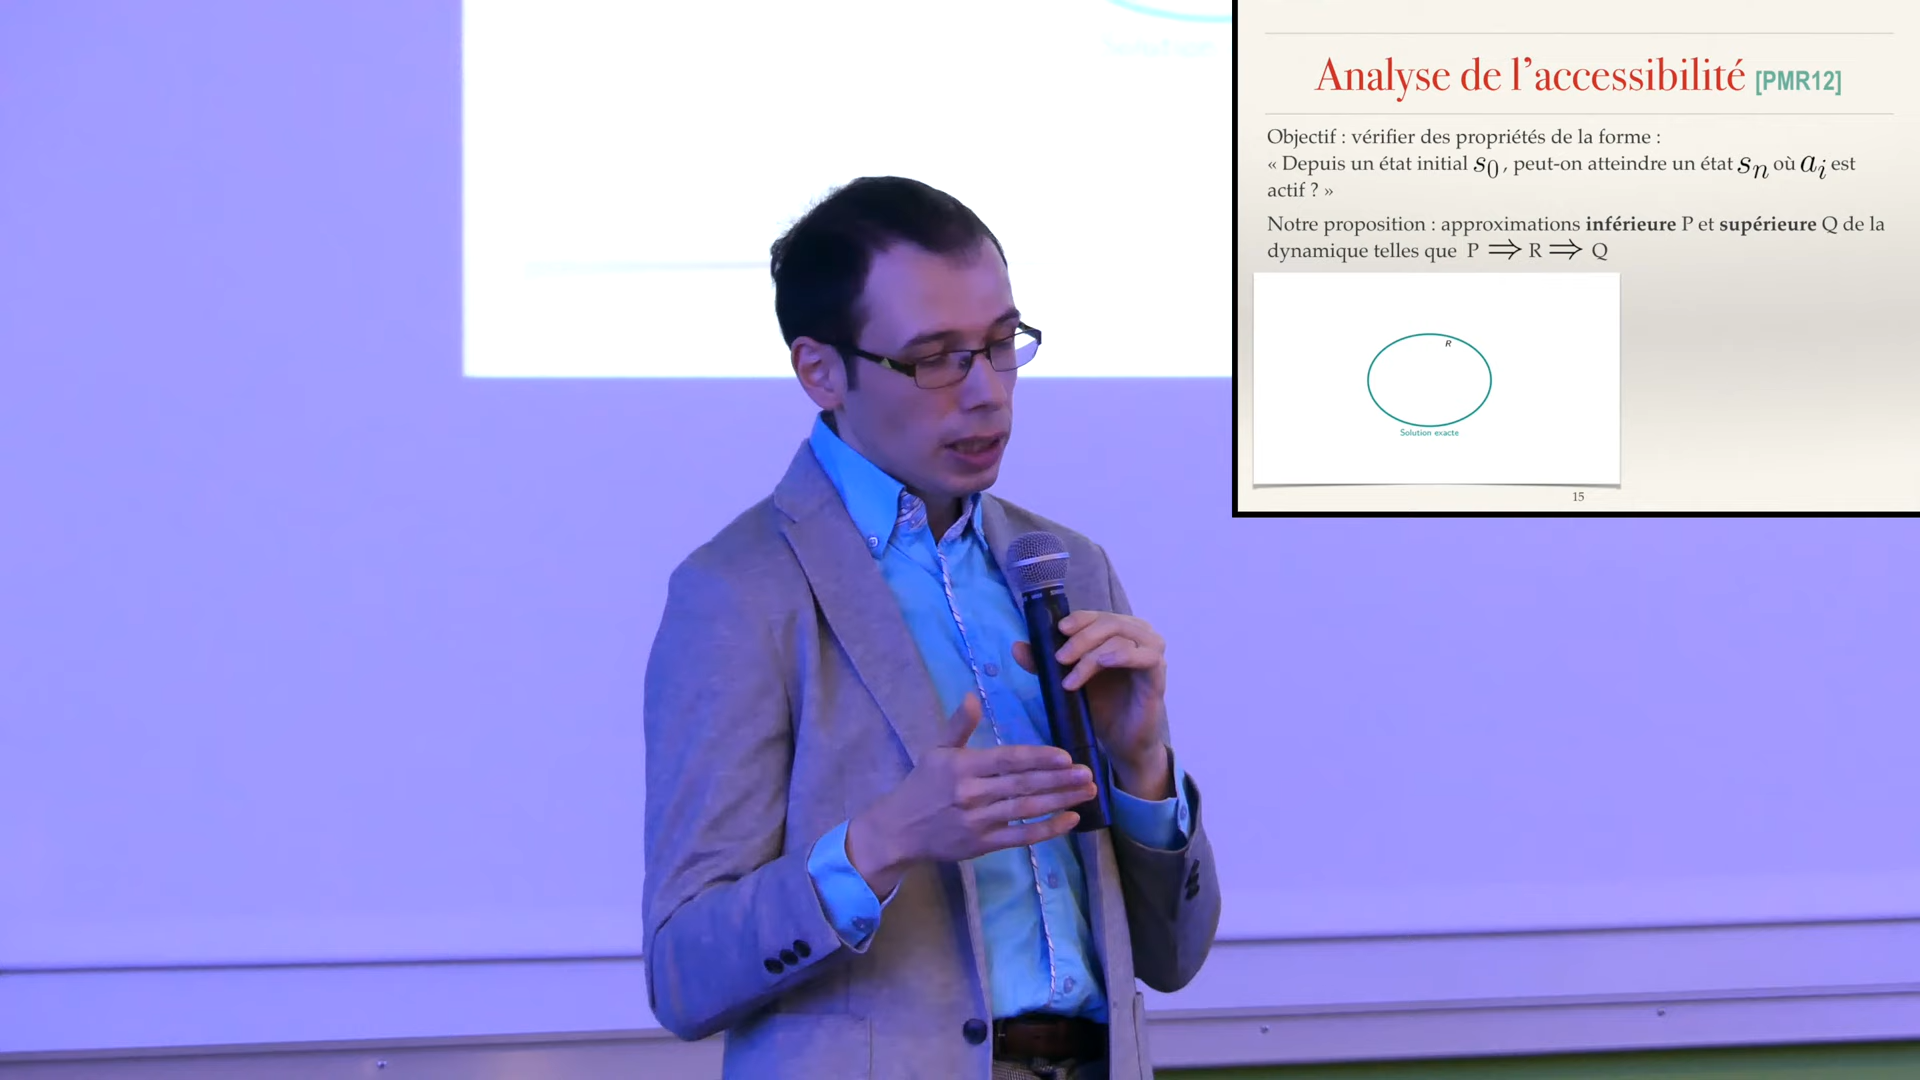 Analyse de l'accessibilité [PMR12]
Objectif : vérifier des propriétés de la forme :
« Depuis un état initial s0, peut-on atteindre un état sn où ai est
actif ? »
Notre proposition : approximations inférieure P et supérieure Q de la
dynamique telles que P ⟹ R ⟹ Q
R
Solution exacte
15